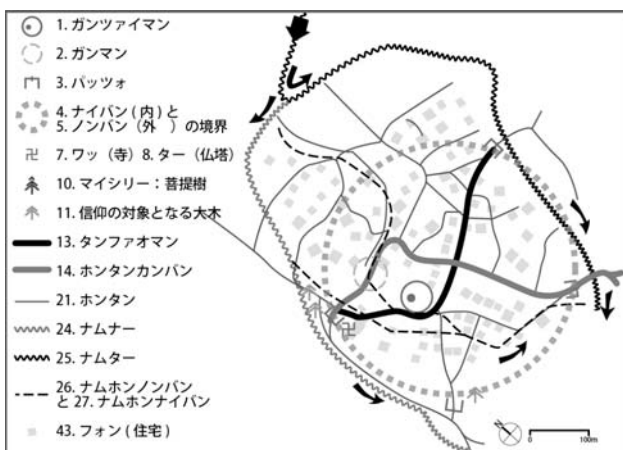 1. ガンツァイマン
2. ガンマン
3. パッツォ
4. ナイバン ( 内 ) と
5. ノンバン（外　）の境界
7. ワッ（寺）8. ター（仏塔）
10. マイシリー：菩提樹
11. 信仰の対象となる大木
13. タンファオマン
14. ホンタンカンバン
21. ホンタン
24. ナムナー
25. ナムター
26. ナムホンノンバン
と 27. ナムホンナイバン
43. フォン ( 住宅 )
0 100m